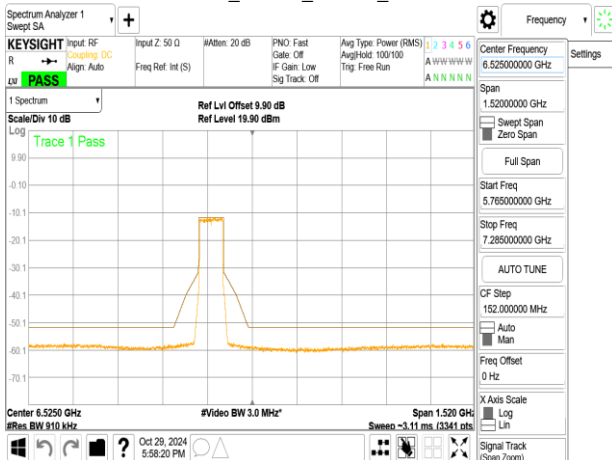 Spectrum Analyzer 1
Swept SA
+
Frequency
Settings
KEYSIGHT
R
LXI
PASS
Input: RF
Coupling: DC
Align: Auto
Input Z: 50 Ω
Freq Ref: Int (S)
#Atten: 20 dB
PNO: Fast
Gate: Off
IF Gain: Low
Sig Track: Off
Avg Type: Power (RMS)
Avg|Hold: 100/100
Trig: Free Run
1 2 3 4 5 6
A W W W W W
A N N N N N
1 Spectrum
Scale/Div 10 dB
Ref Lvl Offset 9.90 dB
Ref Level 19.90 dBm
Log
Trace 1 Pass
9.90
-0.10
-10.1
-20.1
-30.1
-40.1
-50.1
-60.1
-70.1
Center 6.5250 GHz
#Res BW 910 kHz
#Video BW 3.0 MHz*
Span 1.520 GHz
Sweep ~3.11 ms (3341 pts
Center Frequency
6.525000000 GHz
Span
1.52000000 GHz
Swept Span
Zero Span
Full Span
Start Freq
5.765000000 GHz
Stop Freq
7.285000000 GHz
AUTO TUNE
CF Step
152.000000 MHz
Auto
Man
Freq Offset
0 Hz
X Axis Scale
Log
Lin
Signal Track
(Span Zoom)
?
Oct 29, 2024
5:58:20 PM